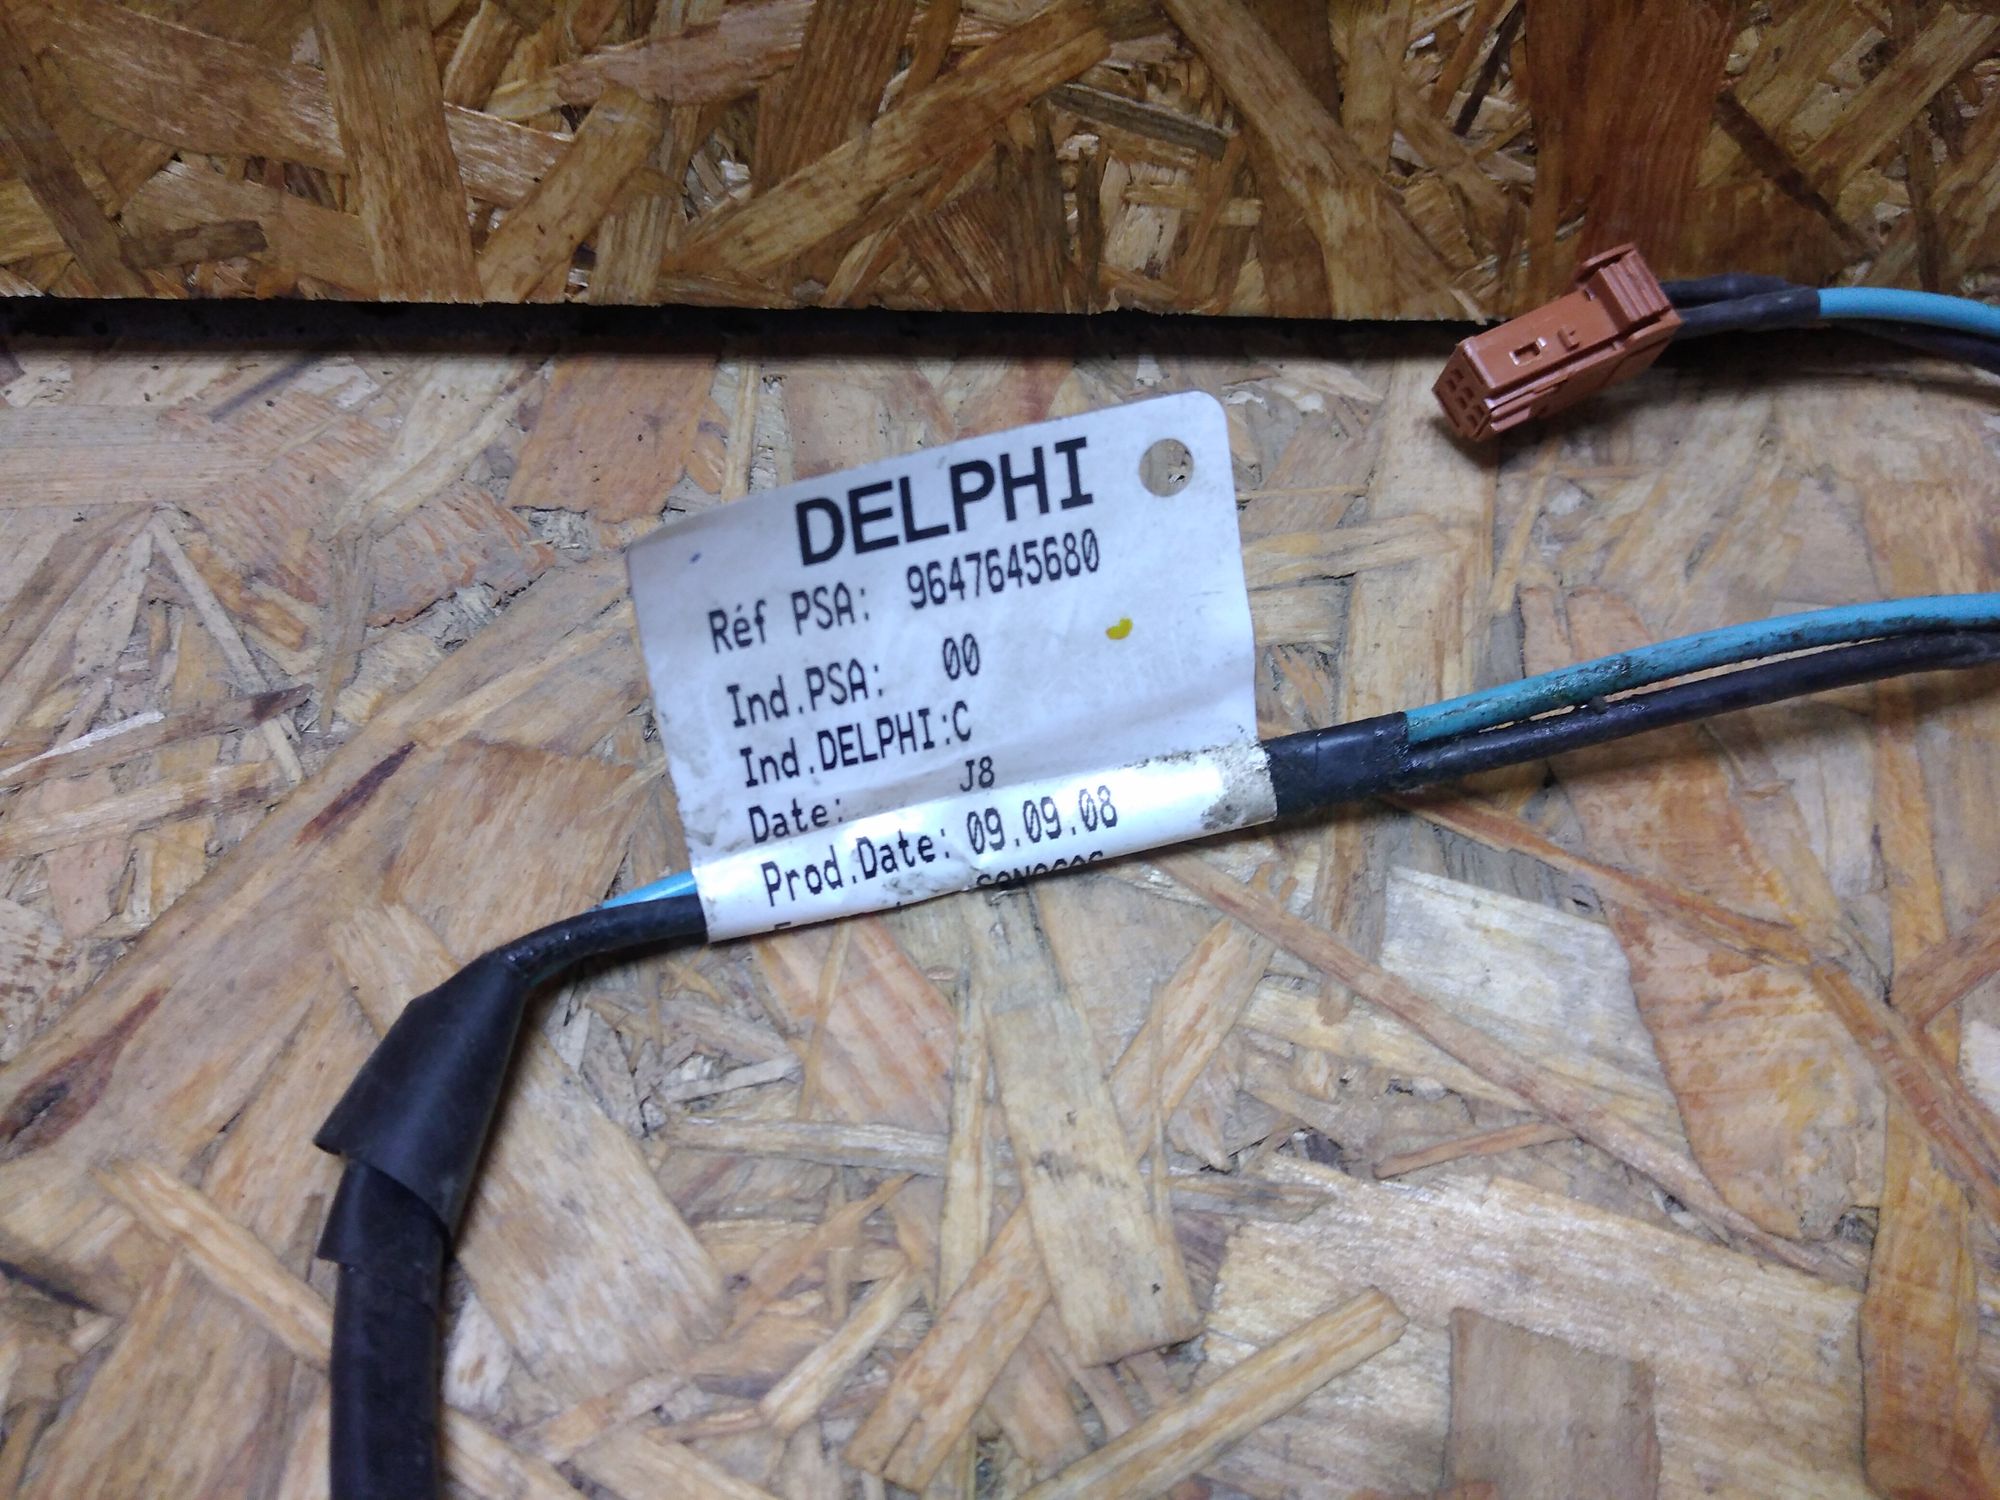 DELPHI
Réf PSA: 9647645680
Ind.PSA: 00
Ind.DELPHI:C
Date: J8
Prod.Date: 09.09.08